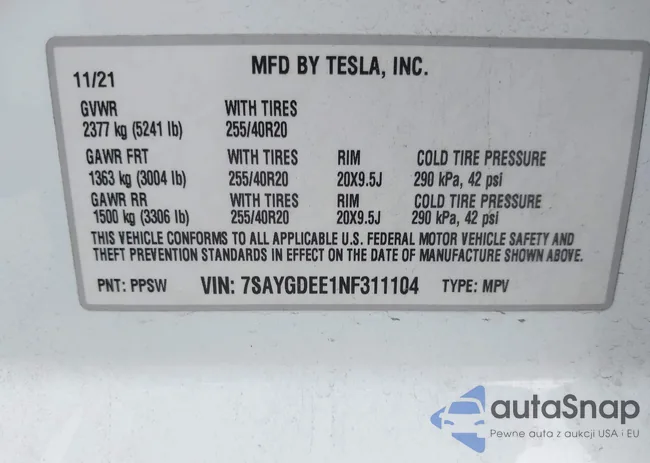 MFD BY TESLA, INC.
11/21
GVWR WITH TIRES
2377 kg (5241 lb) 255/40R20
GAWR FRT WITH TIRES RIM COLD TIRE PRESSURE
1363 kg (3004 lb) 255/40R20 20X9.5J 290 kPa, 42 psi
GAWR RR WITH TIRES RIM COLD TIRE PRESSURE
1500 kg (3306 lb) 255/40R20 20X9.5J 290 kPa, 42 psi
THIS VEHICLE CONFORMS TO ALL APPLICABLE U.S. FEDERAL MOTOR VEHICLE SAFETY AND
THEFT PREVENTION STANDARDS IN EFFECT ON THE DATE OF MANUFACTURE SHOWN ABOVE.
PNT: PPSW VIN: 7SAYGDEE1NF311104 TYPE: MPV
autaSnap
Pewne auta z aukcji USA i EU